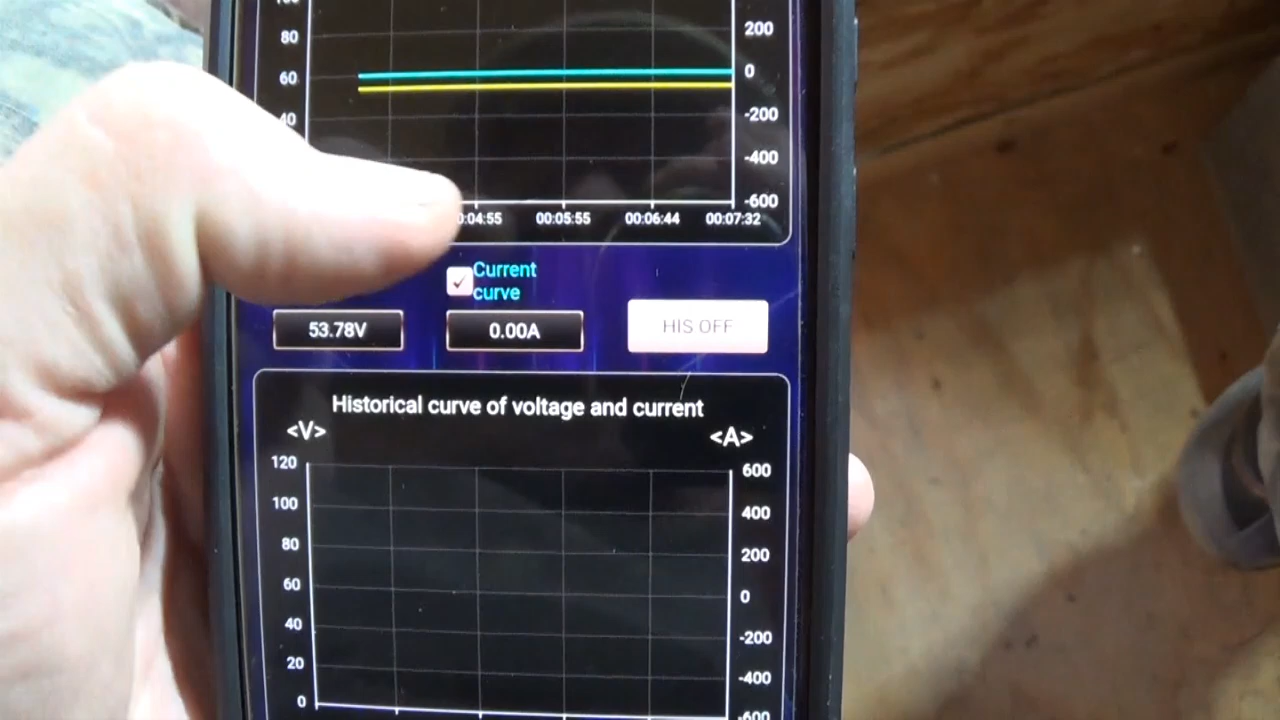 80 200
60 0
40 -200
-400
-600
:04:55 00:05:55 00:06:44 00:07:32
Current
curve
53.78V 0.00A HIS OFF
Historical curve of voltage and current
<V> <A>
120 600
100 400
80 200
60 0
40 -200
20 -400
0 -600